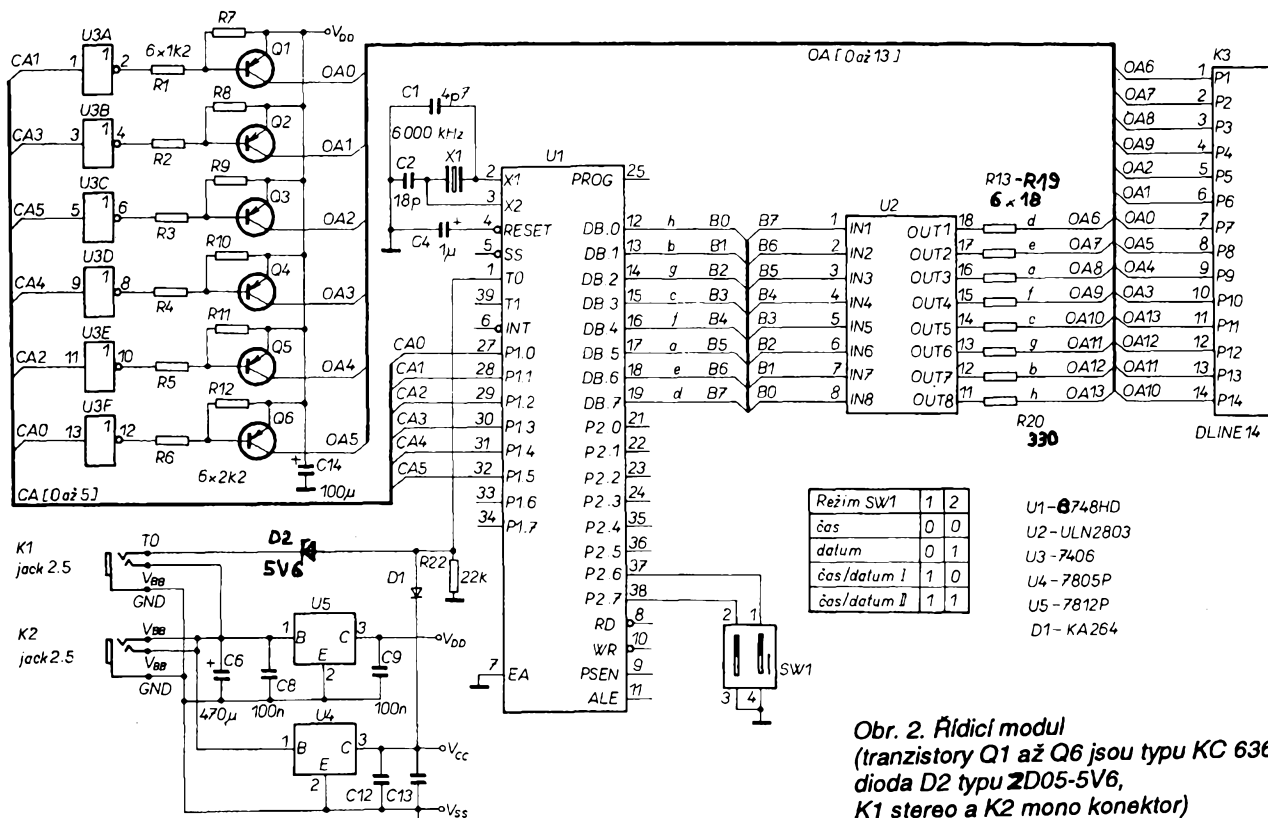 CA1
U3A
1
1
2
6x1k2
R1
R7
Q1
VDD
OA0
CA3
U3B
3
1
4
R2
R8
Q2
OA1
CA5
U3C
5
1
6
R3
R9
Q3
OA2
CA4
U3D
9
1
8
R4
R10
Q4
OA3
CA2
U3E
11
1
10
R5
R11
Q5
OA4
CA0
U3F
13
1
12
R6
R12
Q6
OA5
6x2k2
+
C14
100µ
CA[0až5]
OA[0až13]
C1
4p7
6000 kHz
C2
X1
18p
C4
+
1µ
U1
2 X1
3 X2
4 RESET
5 SS
1 T0
39 T1
6 INT
CA0 27 P1.0
CA1 28 P1.1
CA2 29 P1.2
CA3 30 P1.3
CA4 31 P1.4
CA5 32 P1.5
33 P1.6
34 P1.7
7 EA
PROG 25
DB.0 12 h B0
DB.1 13 b B1
DB.2 14 g B2
DB.3 15 c B3
DB.4 16 f B4
DB.5 17 a B5
DB.6 18 e B6
DB.7 19 d B7
P2.0 21
P2.1 22
P2.2 23
P2.3 24
P2.4 35
P2.5 36
P2.6 37
P2.7 38
RD 8
WR 10
PSEN 9
ALE 11
U2
B7 1 IN1
B6 2 IN2
B5 3 IN3
B4 4 IN4
B3 5 IN5
B2 6 IN6
B1 7 IN7
B0 8 IN8
R13-R19
6x18
OUT1 18 d OA6
OUT2 17 e OA7
OUT3 16 a OA8
OUT4 15 f OA9
OUT5 14 c OA10
OUT6 13 g OA11
OUT7 12 b OA12
OUT8 11 h OA13
R20
330
K3
OA6 1 P1
OA7 2 P2
OA8 3 P3
OA9 4 P4
OA2 5 P5
OA1 6 P6
OA0 7 P7
OA5 8 P8
OA4 9 P9
OA3 10 P10
OA13 11 P11
OA12 12 P12
OA11 13 P13
OA10 14 P14
DLINE14
K1
jack 2.5
T0
VBB
GND
D2
5V6
D1
R22
22k
K2
jack 2.5
VBB
VBB
GND
+
C6
470µ
C8
100n
U5
1 B
C 3
E
2
C9
100n
VDD
U4
1 B
C 3
E
2
C12
C13
VCC
VSS
2 1
SW1
3 4
Režim SW1 1 2
čas 0 0
datum 0 1
čas/datum I 1 0
čas/datum II 1 1
U1-8748HD
U2-ULN2803
U3-7406
U4-7805P
U5-7812P
D1-KA264
Obr. 2. Řídicí modul
(tranzistory Q1 až Q6 jsou typu KC 636
dioda D2 typu ZD05-5V6,
K1 stereo a K2 mono konektor)